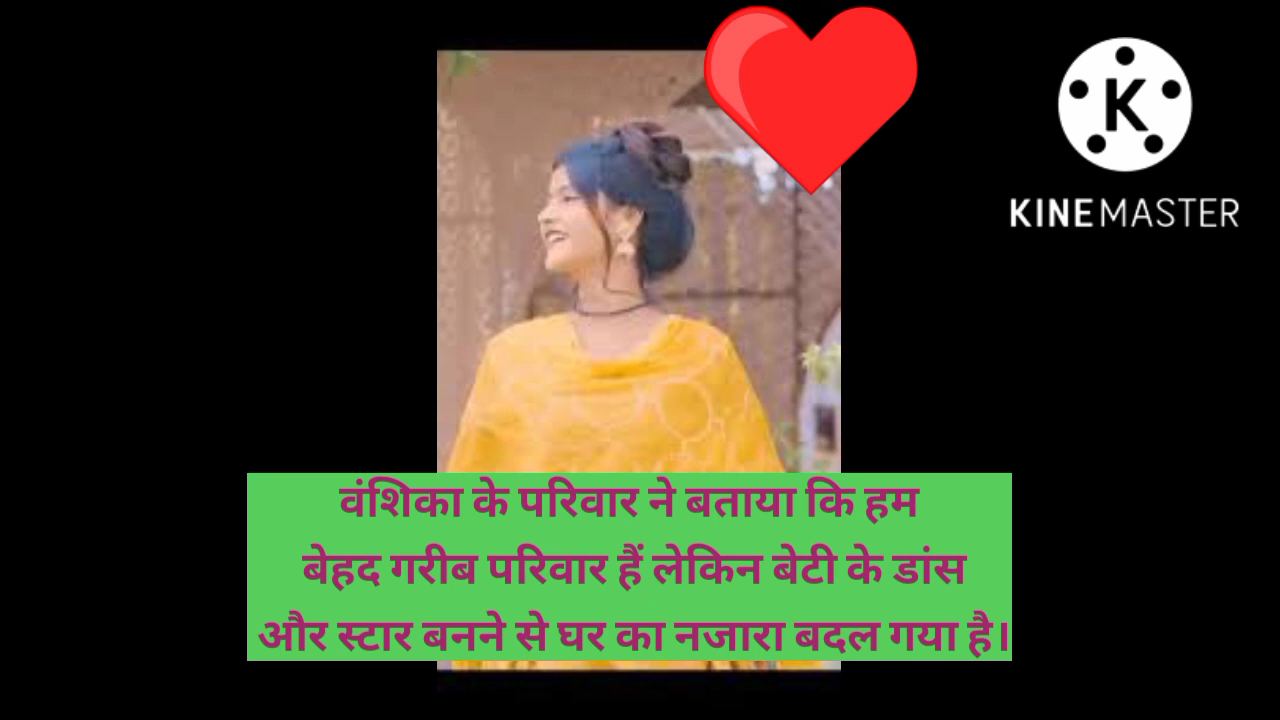 K
KINEMASTER
वंशिका के परिवार ने बताया कि हम
बेहद गरीब परिवार हैं लेकिन बेटी के डांस
और स्टार बनने से घर का नजारा बदल गया है।